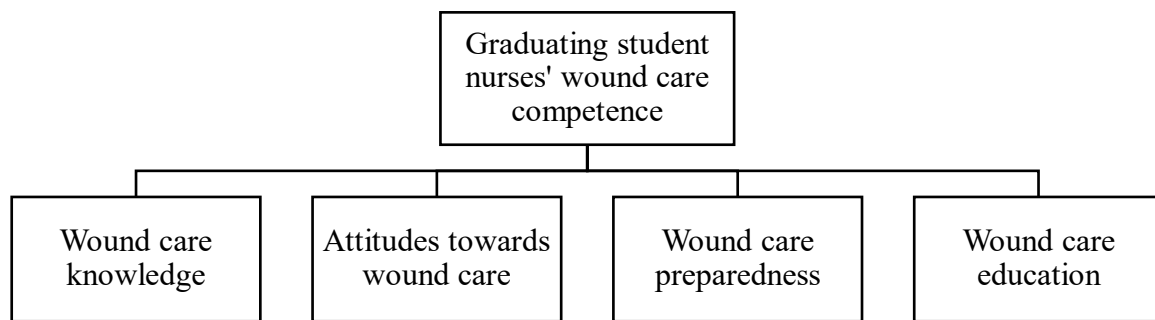 Graduating student
nurses' wound care
competence
Wound care
knowledge
Attitudes towards
wound care
Wound care
preparedness
Wound care
education